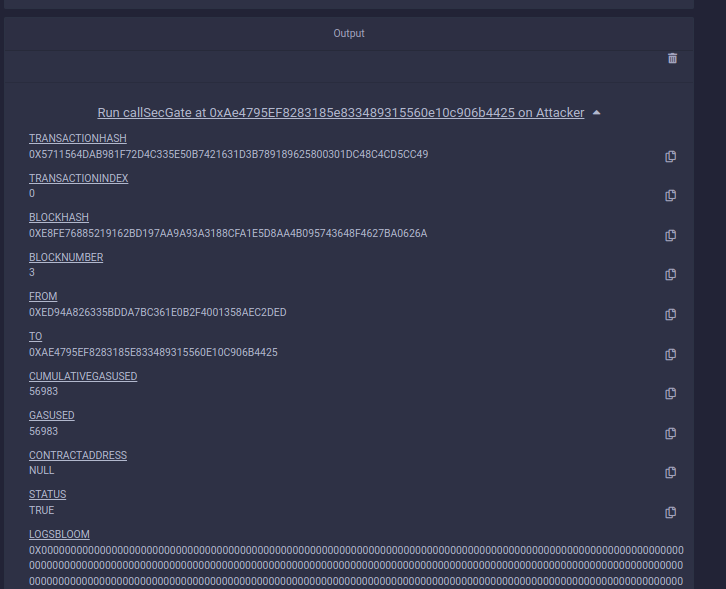 Output
Run callSecGate at 0xAe4795EF8283185e833489315560e10c906b4425 on Attacker
TRANSACTIONHASH
0X5711564DAB981F72D4C335E50B7421631D3B789189625800301DC48C4CD5CC49
TRANSACTIONINDEX
0
BLOCKHASH
0XE8FE76885219162BD197AA9A93A3188CFA1E5D8AA4B095743648F4627BA0626A
BLOCKNUMBER
3
FROM
0XED94A826335BDDA7BC361E0B2F4001358AEC2DED
TO
0XAE4795EF8283185E833489315560E10C906B4425
CUMULATIVEGASUSED
56983
GASUSED
56983
CONTRACTADDRESS
NULL
STATUS
TRUE
LOGSBLOOM